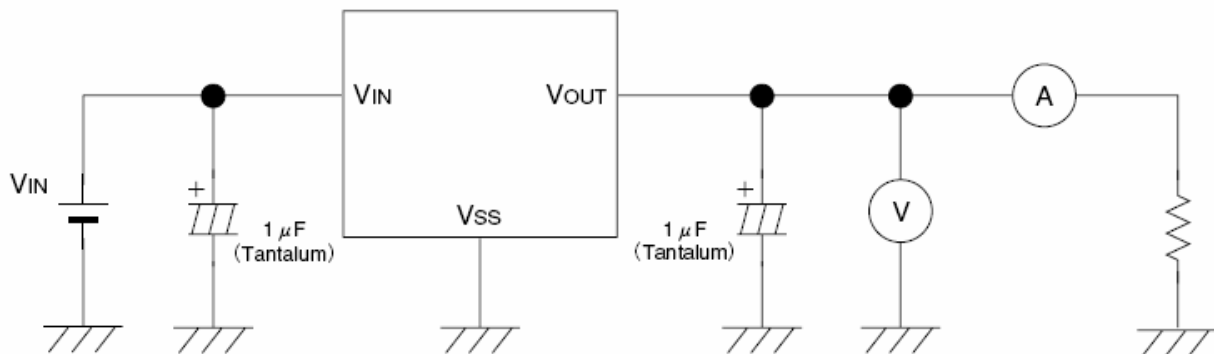 VIN
VOUT
A
VIN
+
1 μF
(Tantalum)
VSS
+
1 μF
(Tantalum)
V